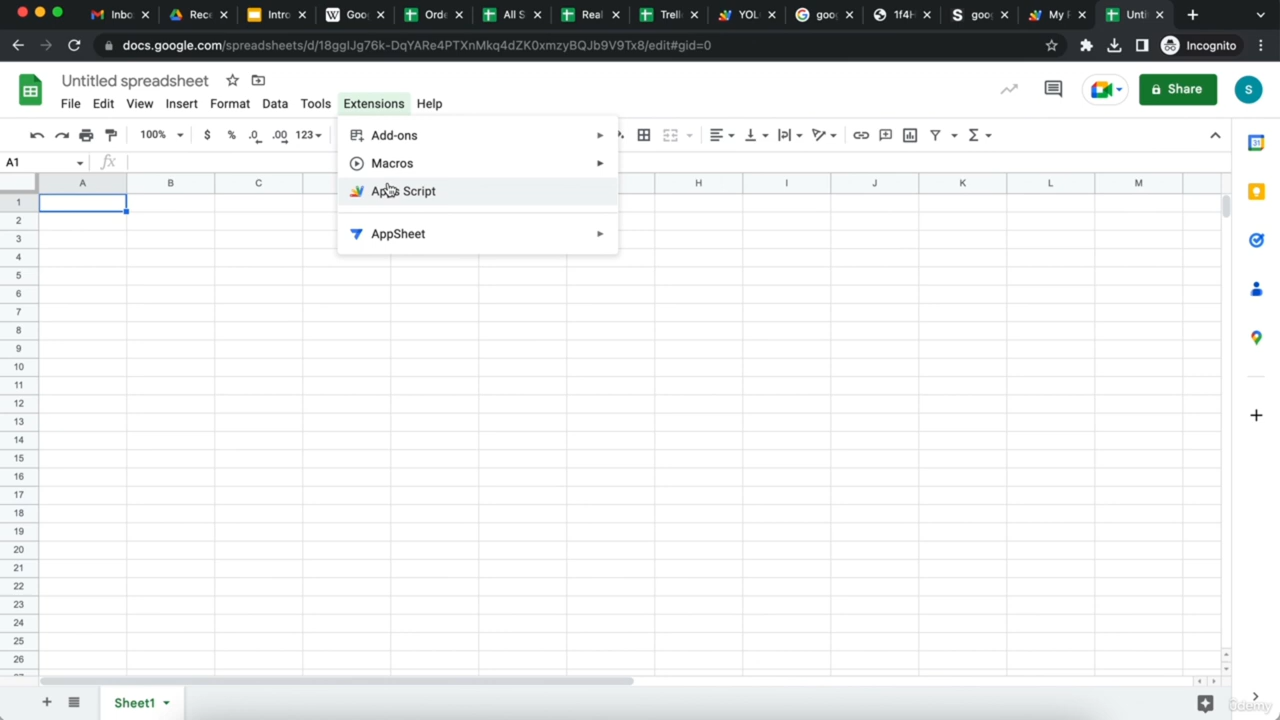 Inbo Rece Intro Goo Orde All S Real Trell YOL goog 1f4H goo My P Unti
docs.google.com/spreadsheets/d/18ggIJg76k-DqYARe4PTXnMkq4dZK0xmzyBQJb9V9Tx8/edit#gid=0 Incognito
Untitled spreadsheet
File Edit View Insert Format Data Tools Extensions Help Share S
100% $ % .0 .00 123
A1 fx
Add-ons
Macros
Apps Script
AppSheet
A B C H I J K L M
1
2
3
4
5
6
7
8
9
10
11
12
13
14
15
16
17
18
19
20
21
22
23
24
25
26
Sheet1
Udemy